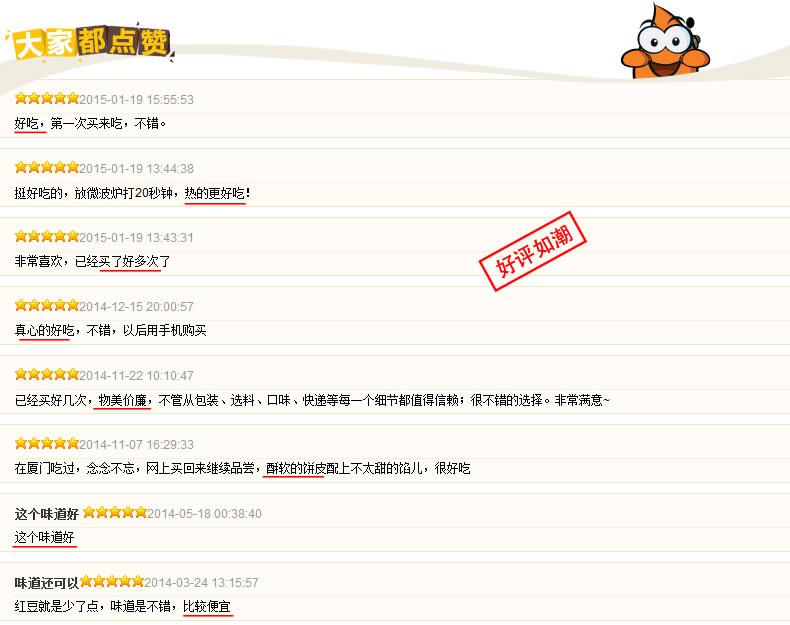 大家都点赞
2015-01-19 15:55:53
好吃，第一次买来吃，不错。
2015-01-19 13:44:38
挺好吃的，放微波炉打20秒钟，热的更好吃！
2015-01-19 13:43:31
非常喜欢，已经买了好多次了
好评如潮
2014-12-15 20:00:57
真心的好吃，不错，以后用手机购买
2014-11-22 10:10:47
已经买好几次，物美价廉，不管从包装、选料、口味、快递等每一个细节都值得信赖；很不错的选择。非常满意~
2014-11-07 16:29:33
在厦门吃过，念念不忘，网上买回来继续品尝，酥软的饼皮配上不太甜的馅儿，很好吃
这个味道好 2014-05-18 00:38:40
这个味道好
味道还可以 2014-03-24 13:15:57
红豆就是少了点，味道是不错，比较便宜